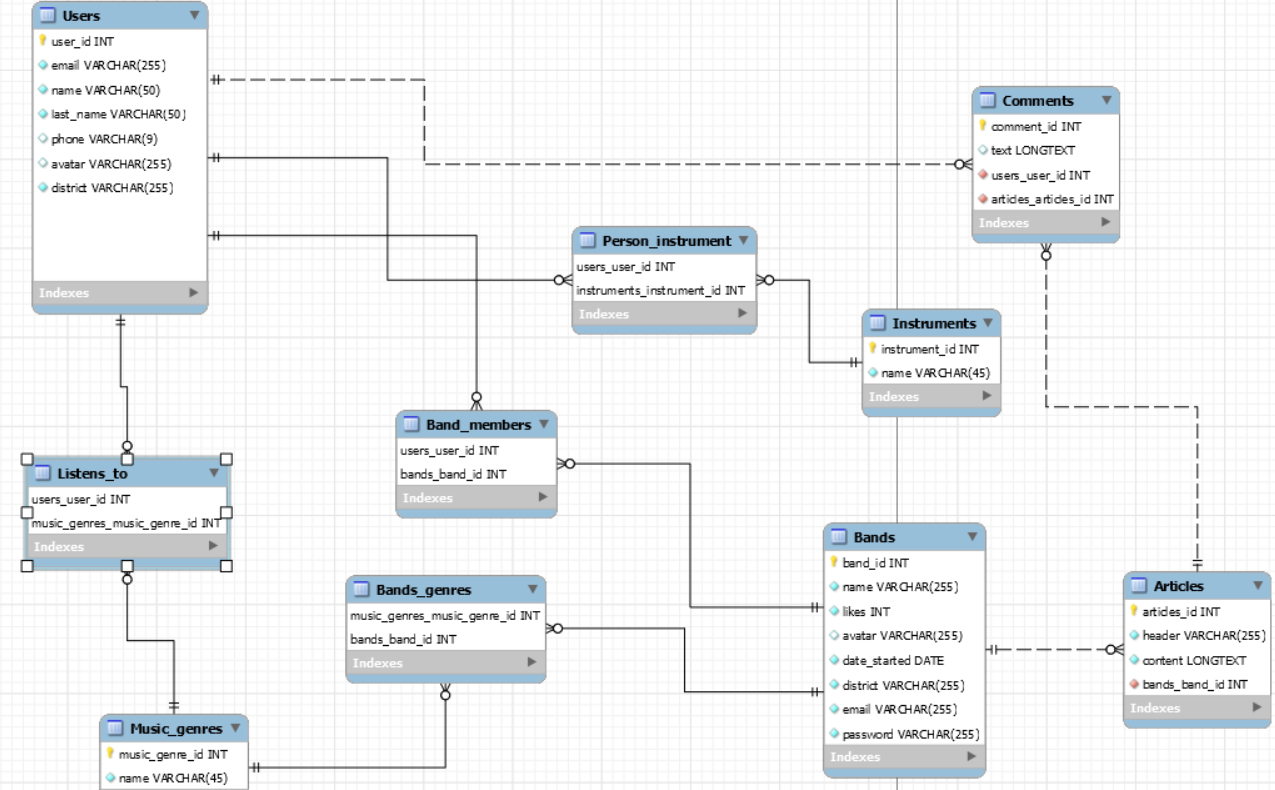 Users
user_id INT
email VARCHAR(255)
name VARCHAR(50)
last_name VARCHAR(50)
phone VARCHAR(9)
avatar VARCHAR(255)
district VARCHAR(255)
Indexes
Comments
comment_id INT
text LONGTEXT
users_user_id INT
articles_articles_id INT
Indexes
Person_instrument
users_user_id INT
instruments_instrument_id INT
Indexes
Instruments
instrument_id INT
name VARCHAR(45)
Indexes
Band_members
users_user_id INT
bands_band_id INT
Indexes
Listens_to
users_user_id INT
music_genres_music_genre_id INT
Indexes
Bands
band_id INT
name VARCHAR(255)
likes INT
avatar VARCHAR(255)
date_started DATE
district VARCHAR(255)
email VARCHAR(255)
password VARCHAR(255)
Indexes
Articles
articles_id INT
header VARCHAR(255)
content LONGTEXT
bands_band_id INT
Indexes
Bands_genres
music_genres_music_genre_id INT
bands_band_id INT
Indexes
Music_genres
music_genre_id INT
name VARCHAR(45)